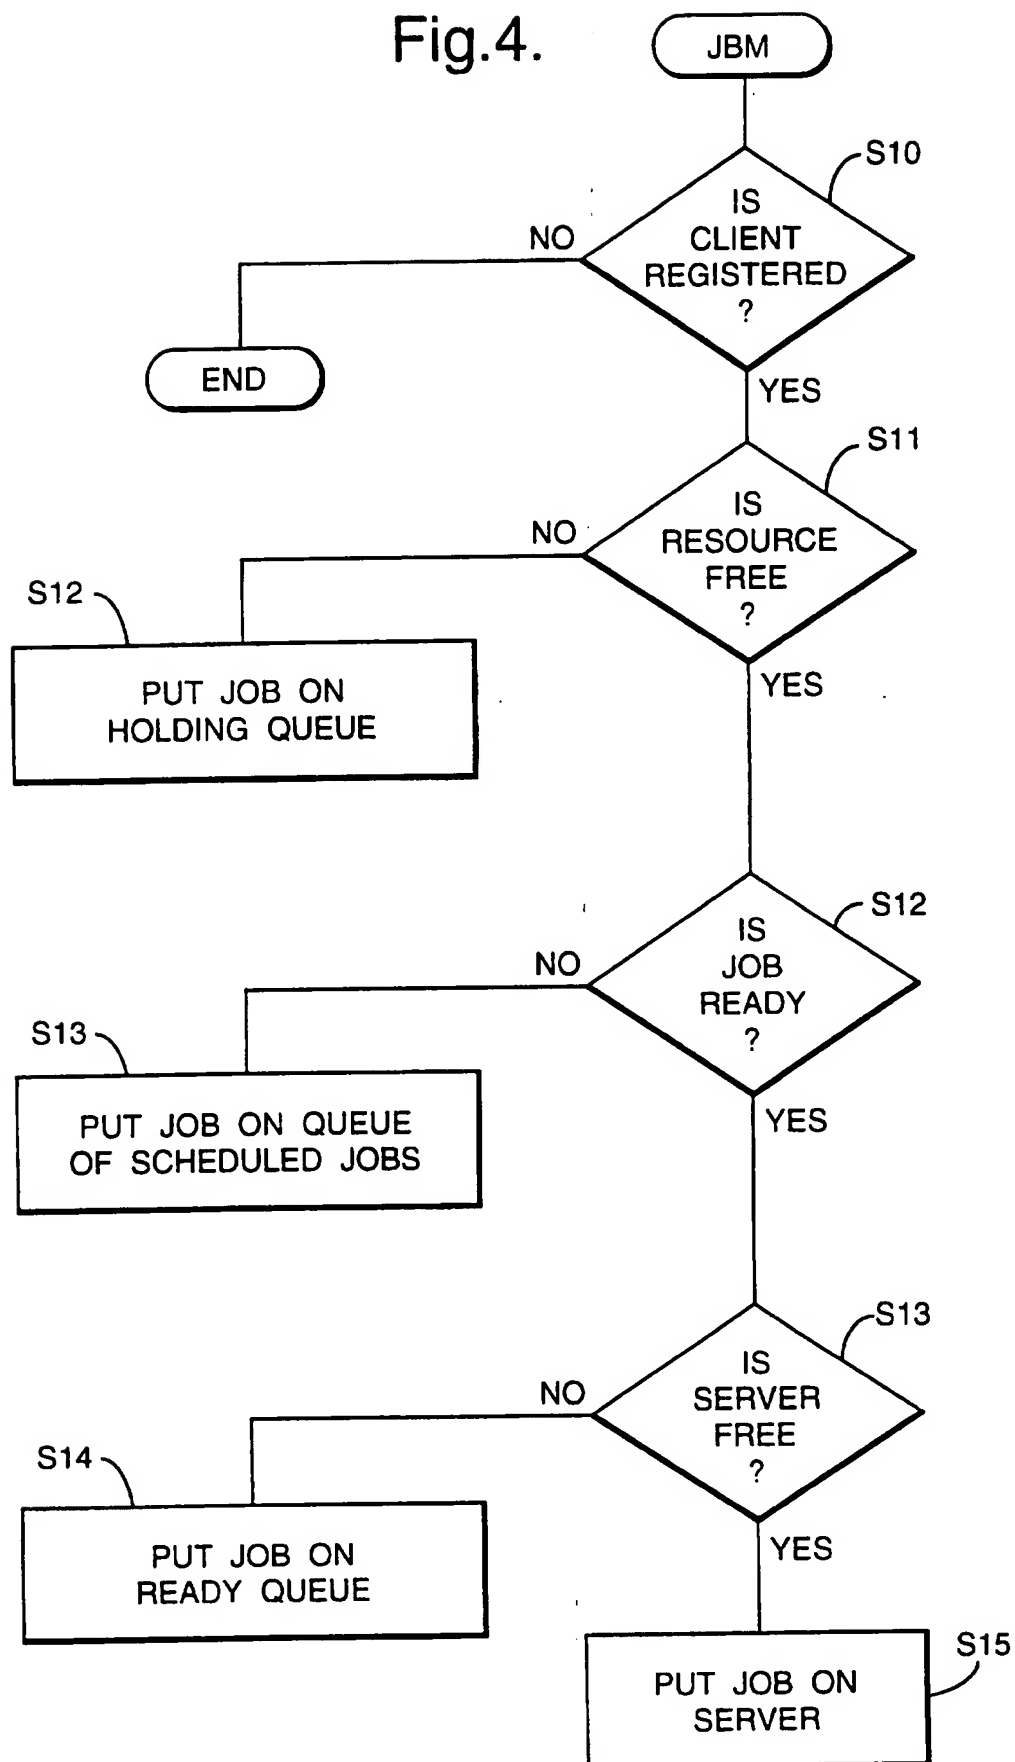 Fig.4.
JBM
S10
IS
CLIENT
REGISTERED
?
NO
END
YES
S11
IS
RESOURCE
FREE
?
NO
S12
PUT JOB ON
HOLDING QUEUE
YES
S12
IS
JOB
READY
?
NO
S13
PUT JOB ON QUEUE
OF SCHEDULED JOBS
YES
S13
IS
SERVER
FREE
?
NO
S14
PUT JOB ON
READY QUEUE
YES
S15
PUT JOB ON
SERVER